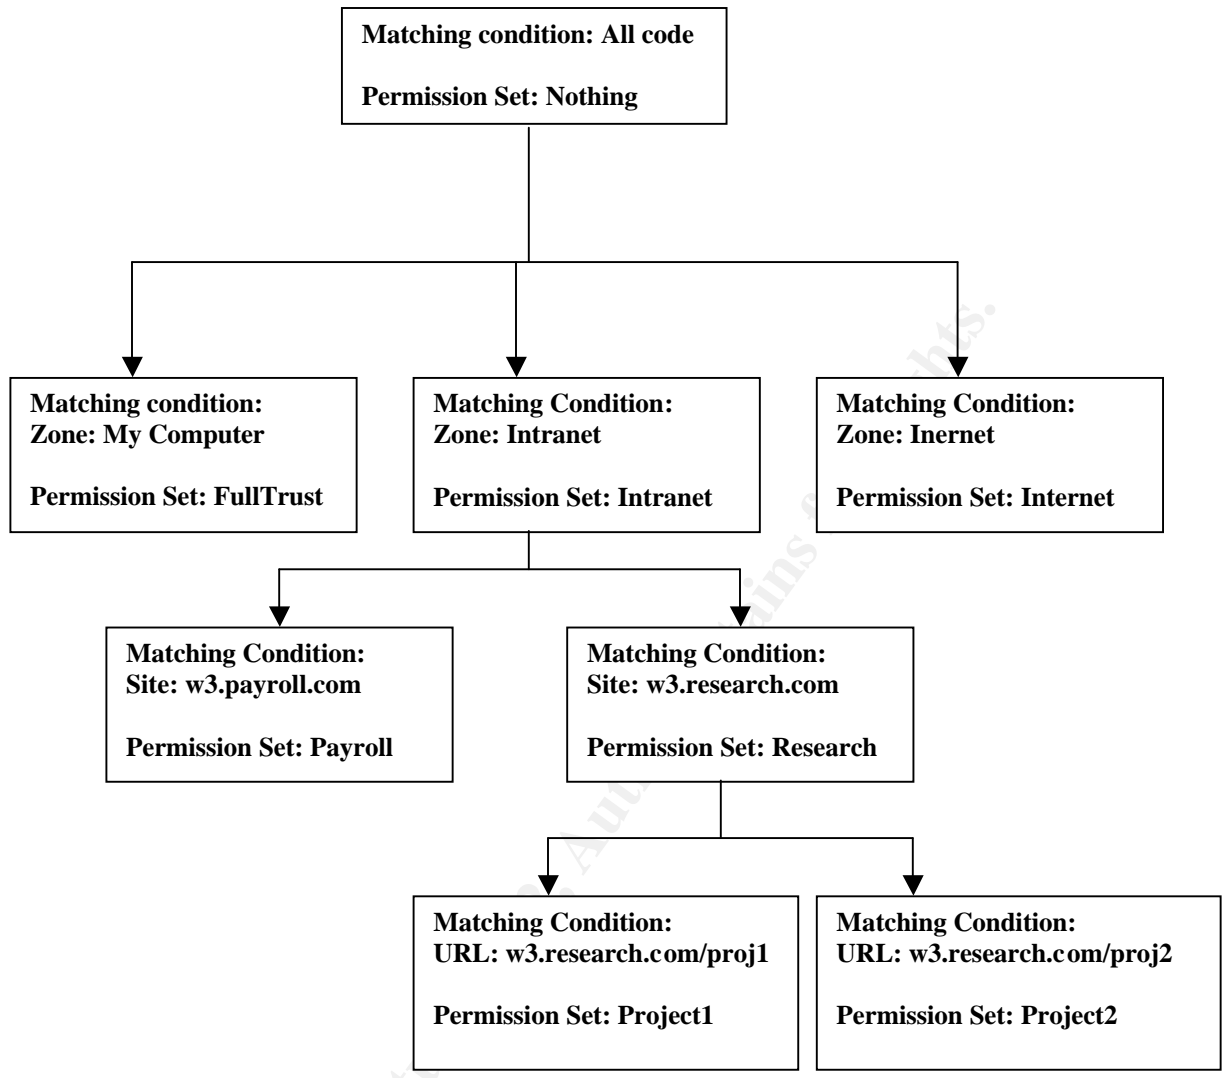 Matching condition: All code
Permission Set: Nothing
Matching condition:
Zone: My Computer
Permission Set: FullTrust
Matching Condition:
Zone: Intranet
Permission Set: Intranet
Matching Condition:
Zone: Inernet
Permission Set: Internet
Matching Condition:
Site: w3.payroll.com
Permission Set: Payroll
Matching Condition:
Site: w3.research.com
Permission Set: Research
Matching Condition:
URL: w3.research.com/proj1
Permission Set: Project1
Matching Condition:
URL: w3.research.com/proj2
Permission Set: Project2